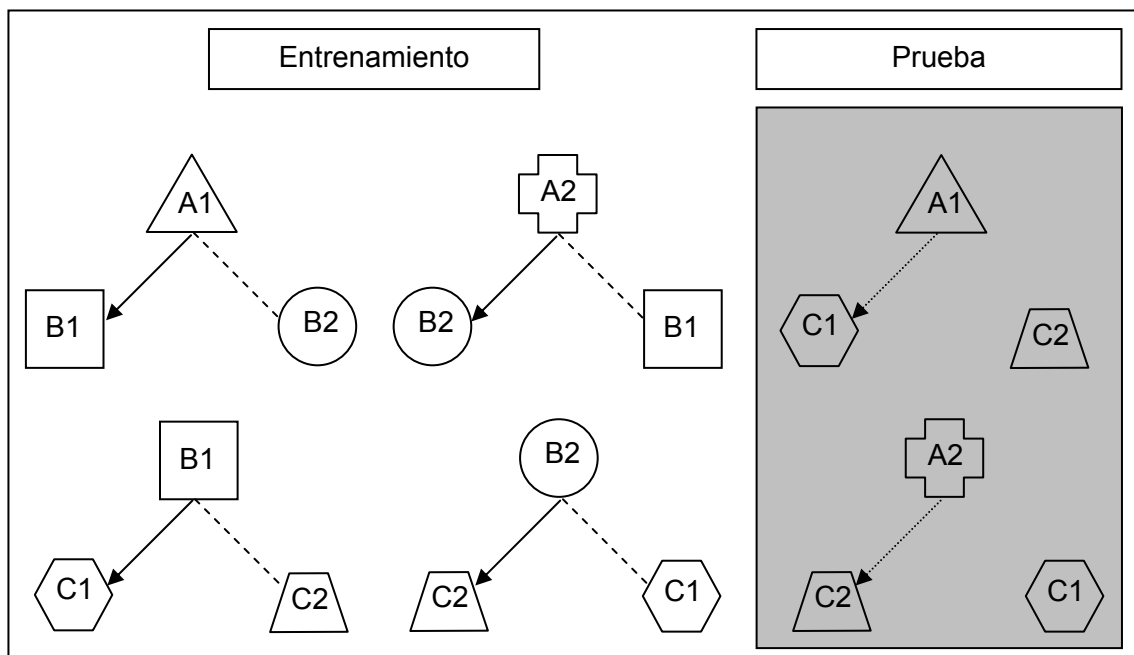 Entrenamiento
Prueba
A1
A2
B1
B2
B2
B1
B1
B2
C1
C2
C2
C1
A1
C1
C2
A2
C2
C1